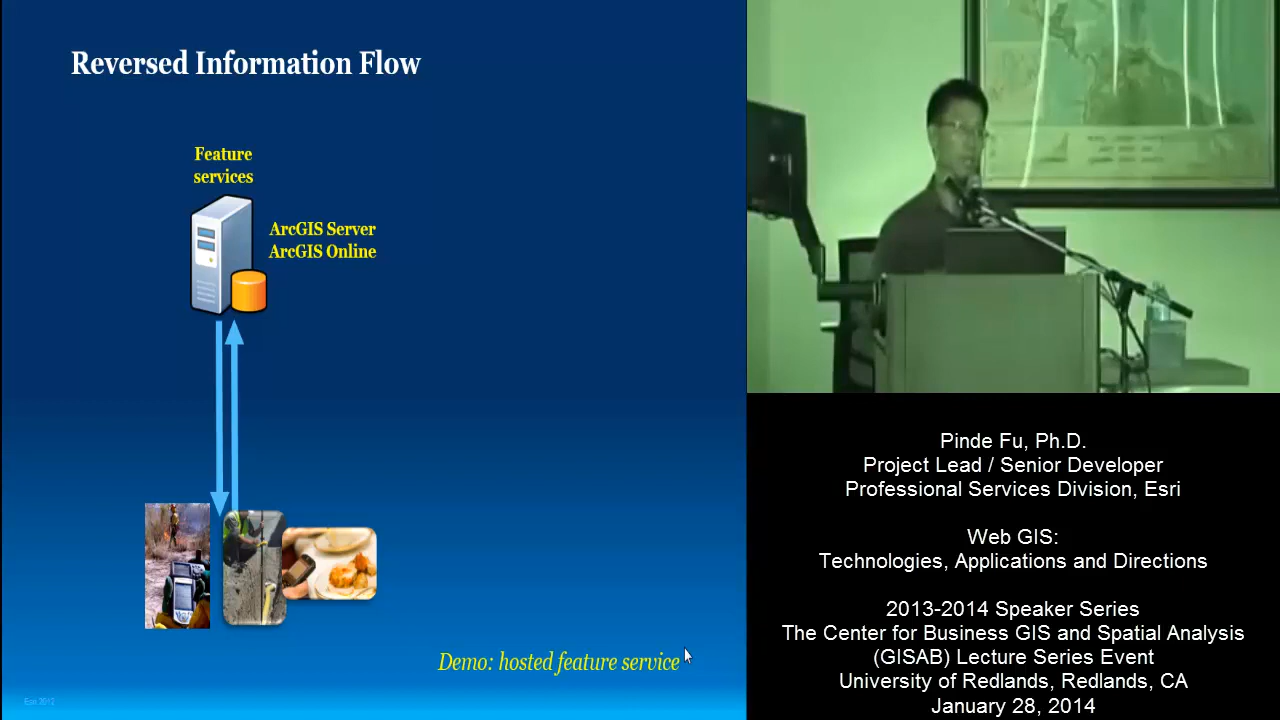 Reversed Information Flow
Feature
services
ArcGIS Server
ArcGIS Online
Demo: hosted feature service
Esri 2012
Pinde Fu, Ph.D.
Project Lead / Senior Developer
Professional Services Division, Esri
Web GIS:
Technologies, Applications and Directions
2013-2014 Speaker Series
The Center for Business GIS and Spatial Analysis
(GISAB) Lecture Series Event
University of Redlands, Redlands, CA
January 28, 2014